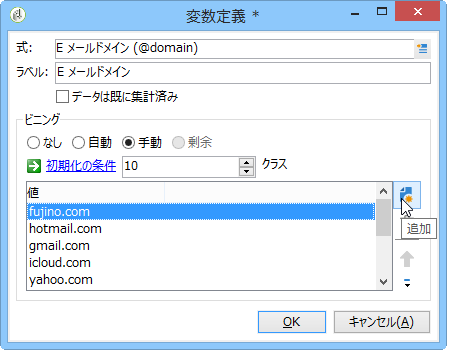 変数定義 *
式: E メールドメイン (@domain)
ラベル: E メールドメイン
データは既に集計済み
ビニング
なし 自動 手動 剰余
初期化の条件 10 クラス
値
fujino.com
hotmail.com
gmail.com
icloud.com
yahoo.com
追加
OK キャンセル(A)